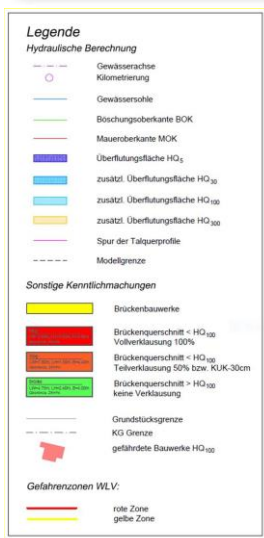 Legende
Hydraulische Berechnung
Gewässerachse
Kilometrierung
Gewässersohle
Böschungsoberkante BOK
Maueroberkante MOK
Überflutungsfläche HQ5
zusätzl. Überflutungsfläche HQ30
zusätzl. Überflutungsfläche HQ100
zusätzl. Überflutungsfläche HQ300
Spur der Talquerprofile
Modellgrenze
Sonstige Kenntlichmachungen
Brückenbauwerke
Brückenquerschnitt < HQ100
Vollverklausung 100%
Brückenquerschnitt < HQ100
Teilverklausung 50% bzw. KUK-30cm
Brückenquerschnitt > HQ100
keine Verklausung
Grundstücksgrenze
KG Grenze
gefährdete Bauwerke HQ100
Gefahrenzonen WLV:
rote Zone
gelbe Zone